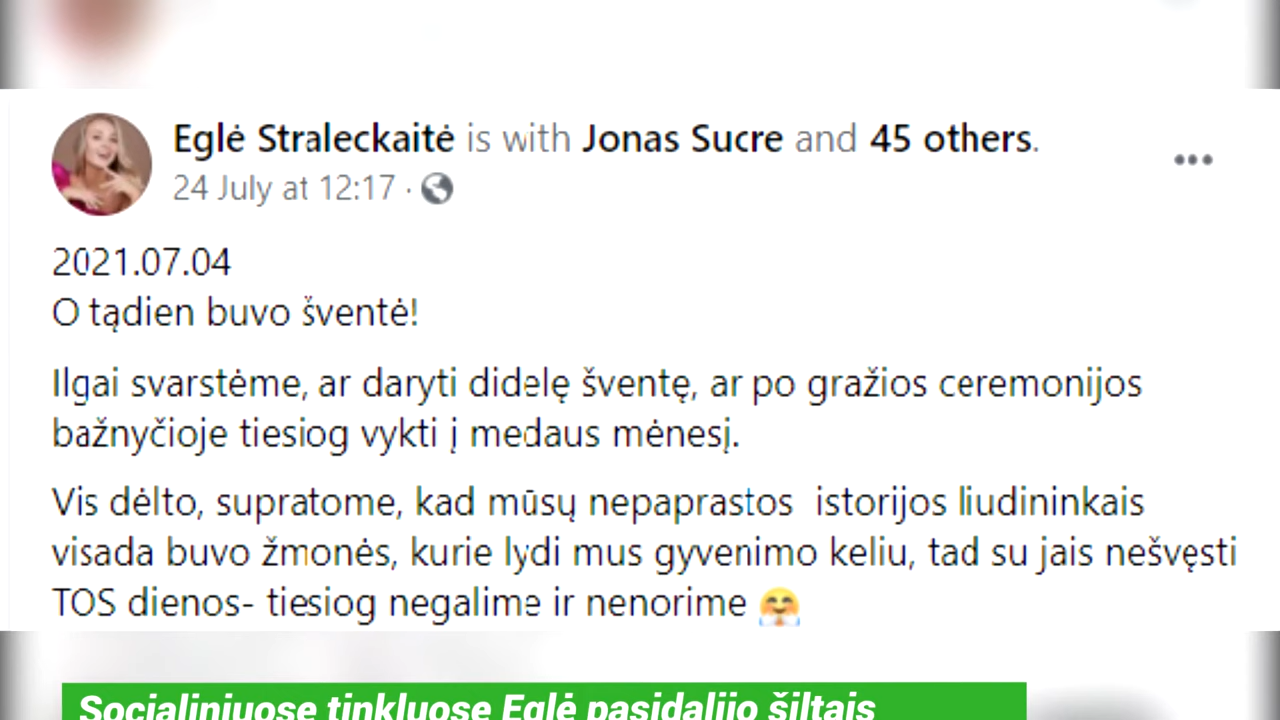 Eglė Straleckaitė is with Jonas Sucre and 45 others.
24 July at 12:17 ·
2021.07.04
O tądien buvo šventė!
Ilgai svarstėme, ar daryti didelę šventę, ar po gražios ceremonijos
bažnyčioje tiesiog vykti į medaus mėnesį.
Vis dėlto, supratome, kad mūsų nepaprastos istorijos liudininkais
visada buvo žmonės, kurie lydi mus gyvenimo keliu, tad su jais nešvęsti
TOS dienos- tiesiog negalime ir nenorime 🤗
Socialiniuose tinkluose Eglė pasidalijo šiltais